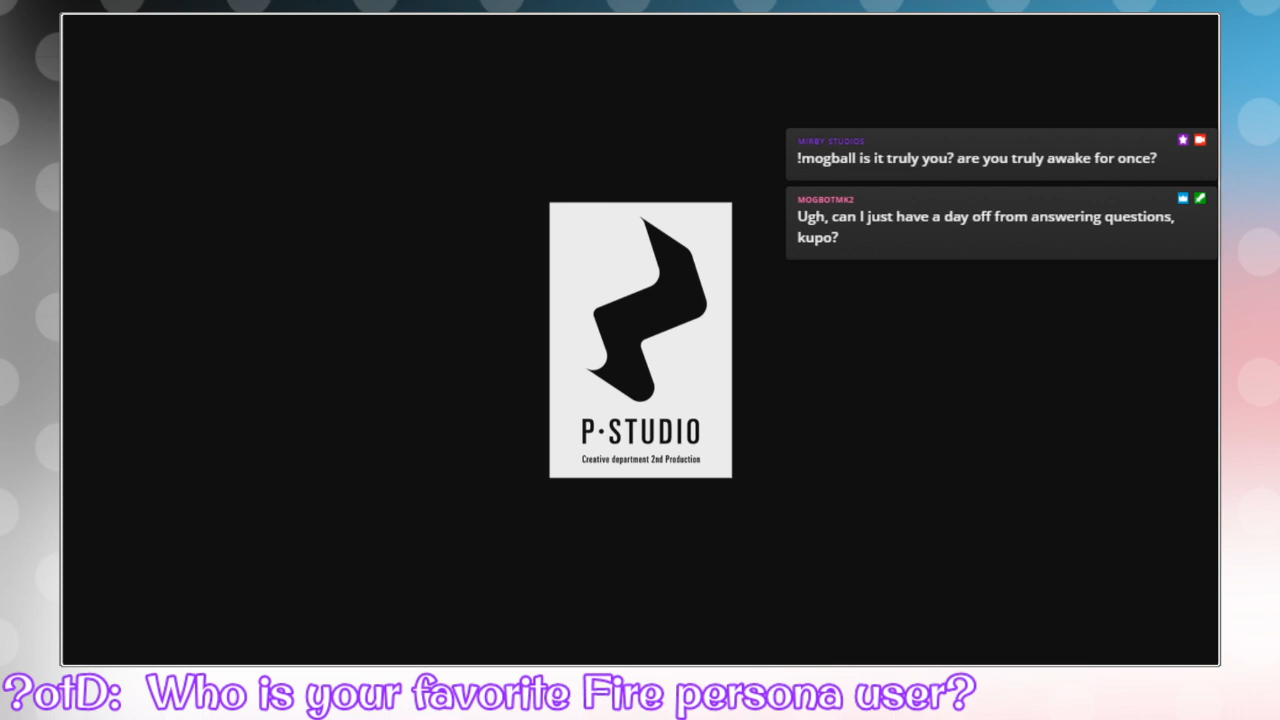 MIRBY STUDIOS
!mogball is it truly you? are you truly awake for once?
MOGBOTMK2
Ugh, can I just have a day off from answering questions,
kupo?
P·STUDIO
Creative department 2nd Production
?otD: Who is your favorite Fire persona user?